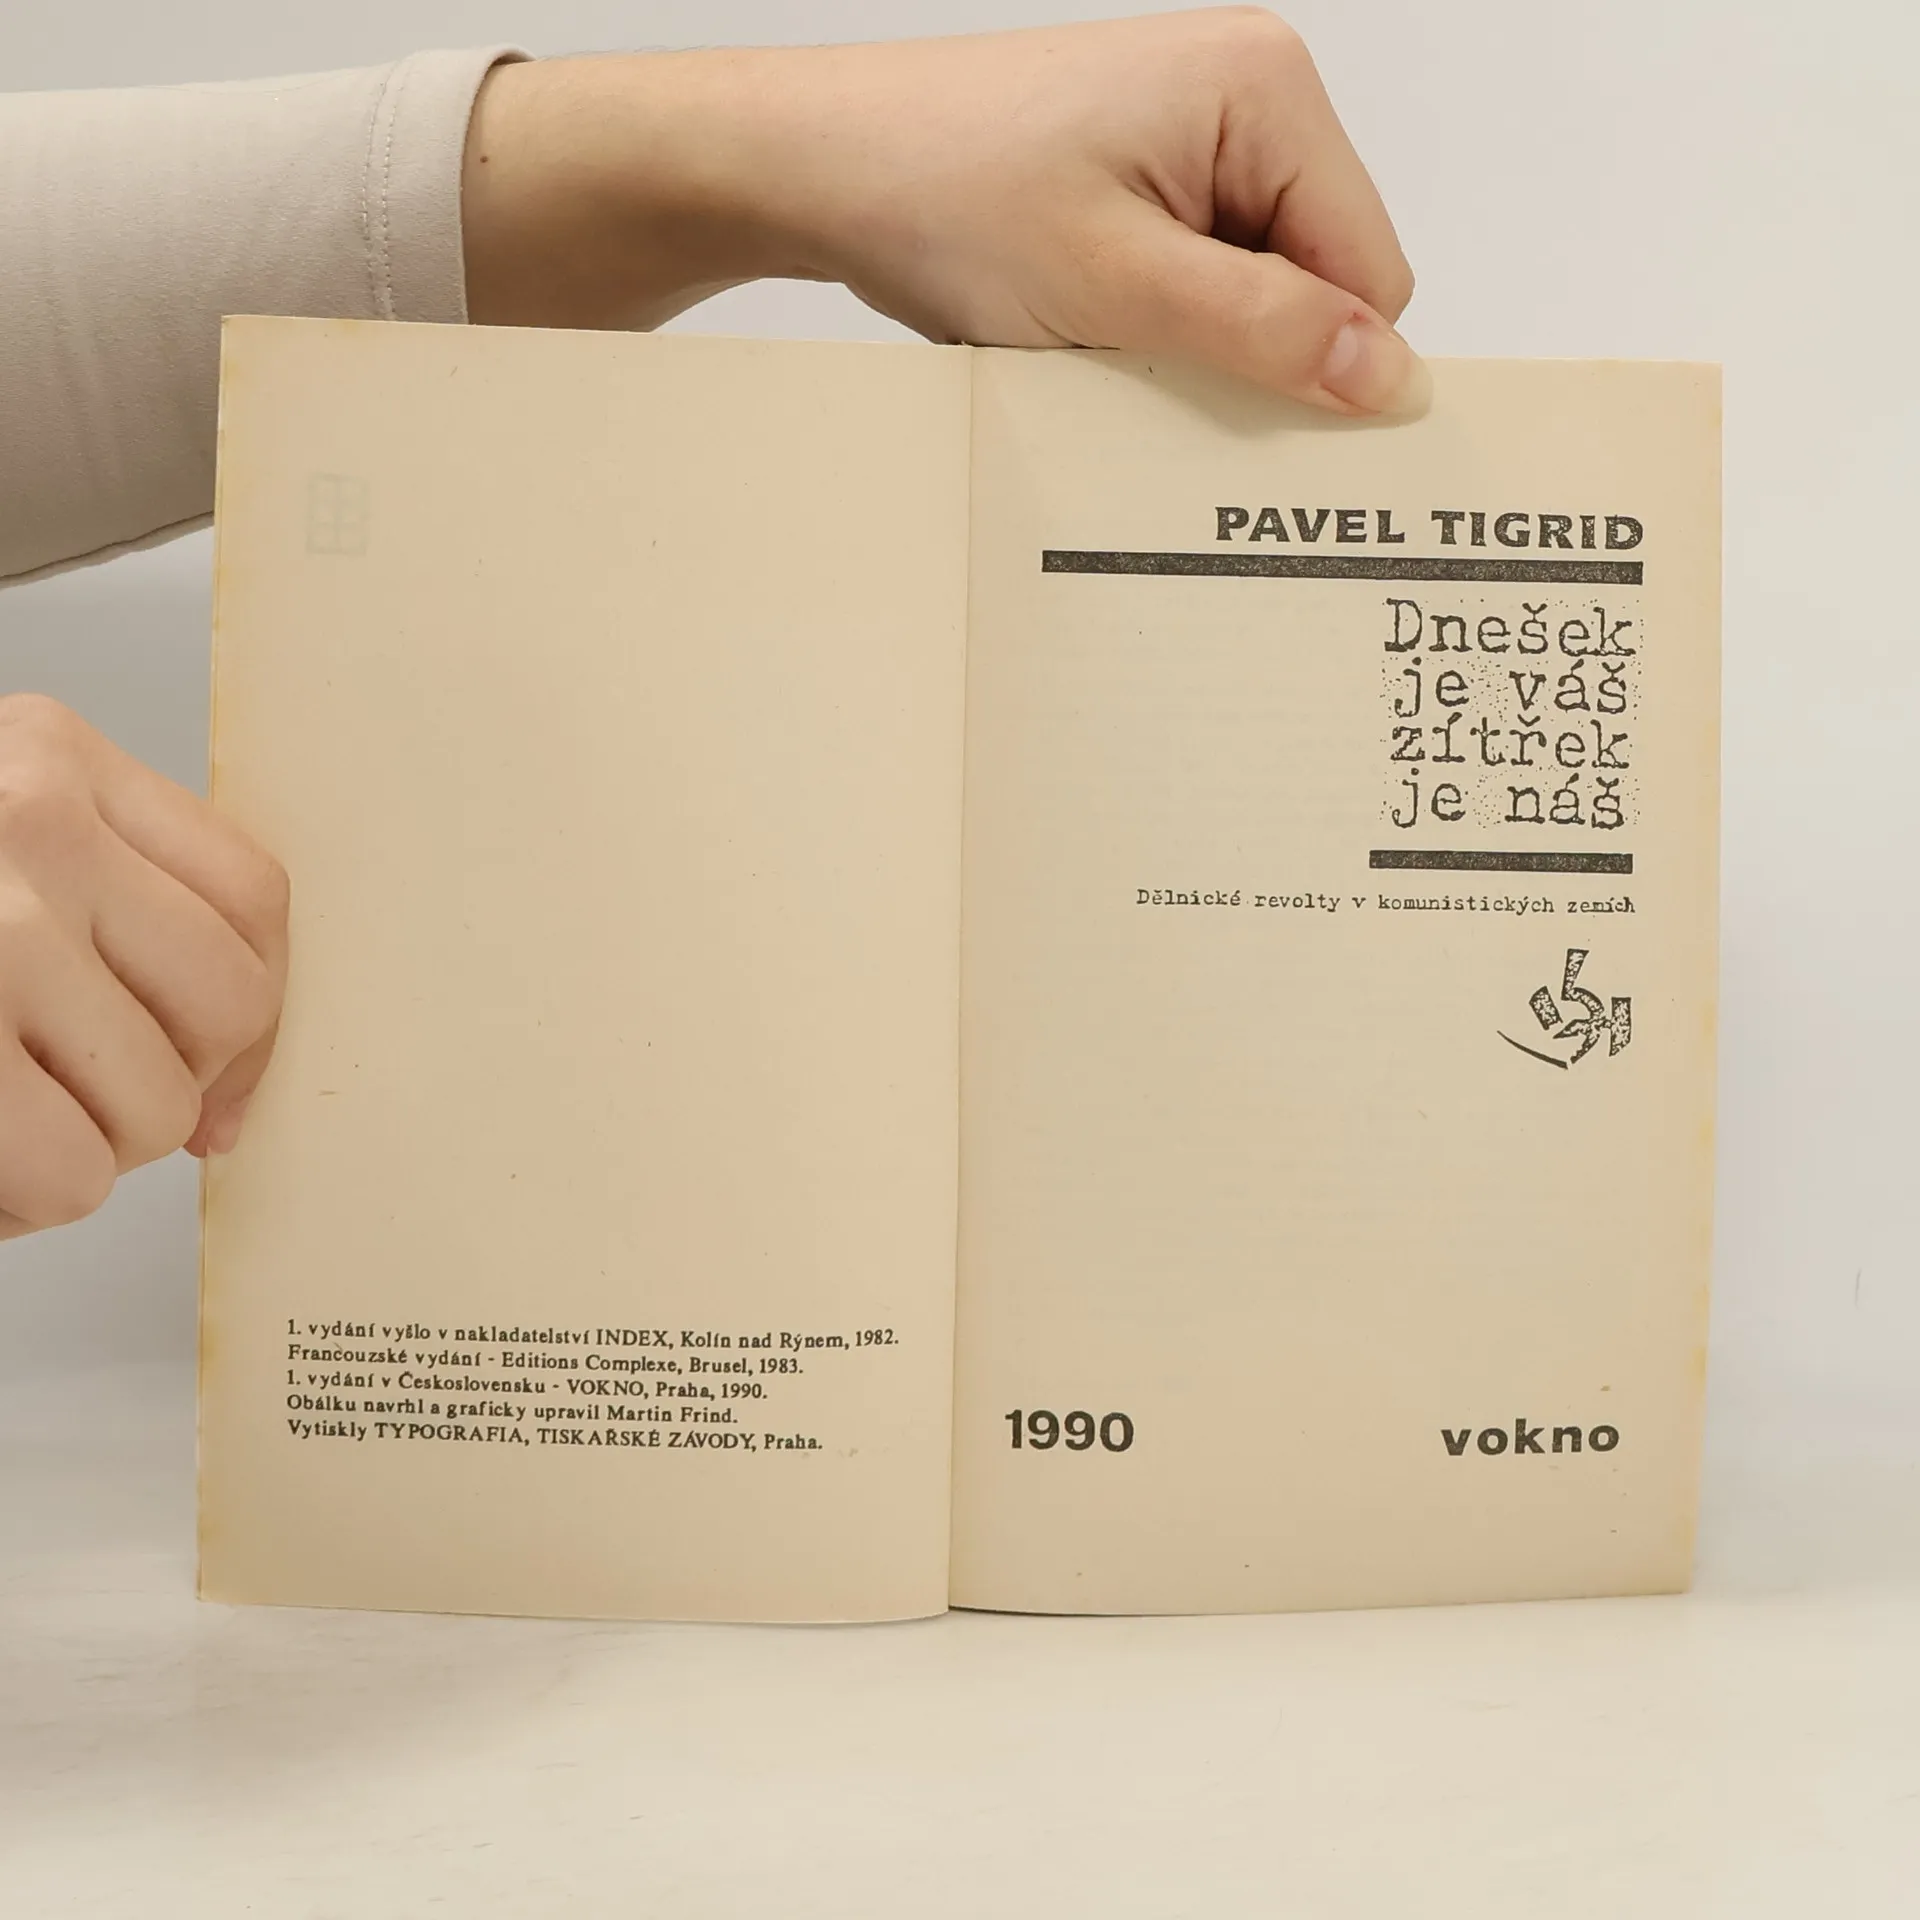 1. vydání vyšlo v nakladatelství INDEX, Kolín nad Rýnem, 1982.
Francouzské vydání - Editions Complexe, Brusel, 1983.
1. vydání v Československu - VOKNO, Praha, 1990.
Obálku navrhl a graficky upravil Martin Frind.
Vytiskly TYPOGRAFIA, TISKAŘSKÉ ZÁVODY, Praha.
PAVEL TIGRID
Dnešek
je váš
zítřek
je náš
Dělnické revolty v komunistických zemích
1990
vokno